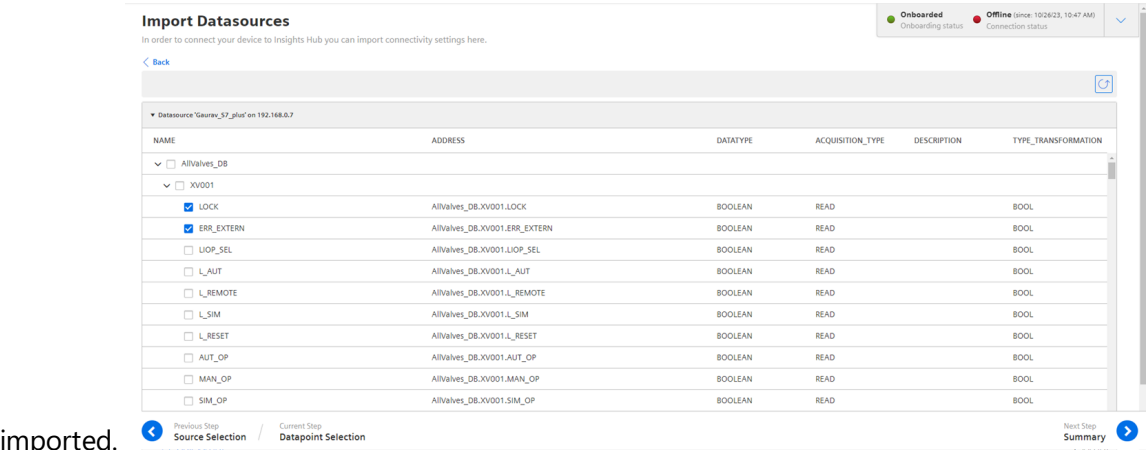 Import Datasources
In order to connect your device to Insights Hub you can import connectivity settings here.
Onboarded
Onboarding status
Offline (since: 10/26/23, 10:47 AM)
Connection status
Back
Datasource 'Gaurav_S7_plus' on 192.168.0.7
NAME ADDRESS DATATYPE ACQUISITION_TYPE DESCRIPTION TYPE_TRANSFORMATION
AllValves_DB
XV001
LOCK AllValves_DB.XV001.LOCK BOOLEAN READ BOOL
ERR_EXTERN AllValves_DB.XV001.ERR_EXTERN BOOLEAN READ BOOL
LIOP_SEL AllValves_DB.XV001.LIOP_SEL BOOLEAN READ BOOL
L_AUT AllValves_DB.XV001.L_AUT BOOLEAN READ BOOL
L_REMOTE AllValves_DB.XV001.L_REMOTE BOOLEAN READ BOOL
L_SIM AllValves_DB.XV001.L_SIM BOOLEAN READ BOOL
L_RESET AllValves_DB.XV001.L_RESET BOOLEAN READ BOOL
AUT_OP AllValves_DB.XV001.AUT_OP BOOLEAN READ BOOL
MAN_OP AllValves_DB.XV001.MAN_OP BOOLEAN READ BOOL
SIM_OP AllValves_DB.XV001.SIM_OP BOOLEAN READ BOOL
Previous Step
Source Selection
/
Current Step
Datapoint Selection
Next Step
Summary
imported.